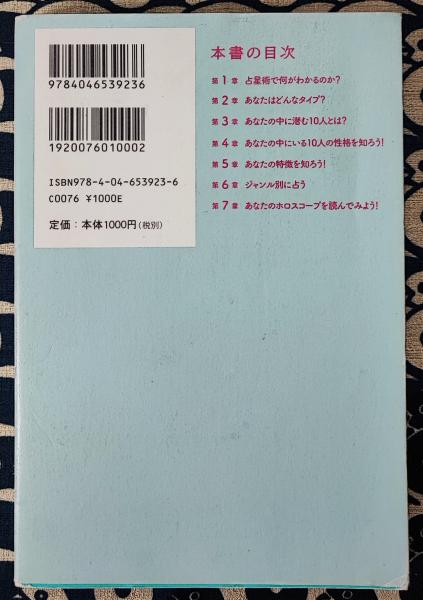 9784046539236
1920076010002
ISBN978-4-04-653923-6
C0076 ¥1000E
定価：本体1000円（税別）
本書の目次
第1章 占星術で何がわかるのか？
第2章 あなたはどんなタイプ？
第3章 あなたの中に潜む10人とは？
第4章 あなたの中にいる10人の性格を知ろう！
第5章 あなたの特徴を知ろう！
第6章 ジャンル別に占う
第7章 あなたのホロスコープを読んでみよう！